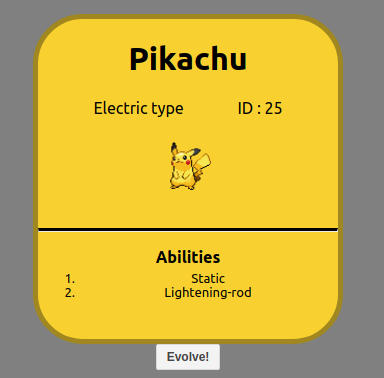 Pikachu
Electric type ID : 25
Abilities
1. Static
2. Lightening-rod
Evolve!